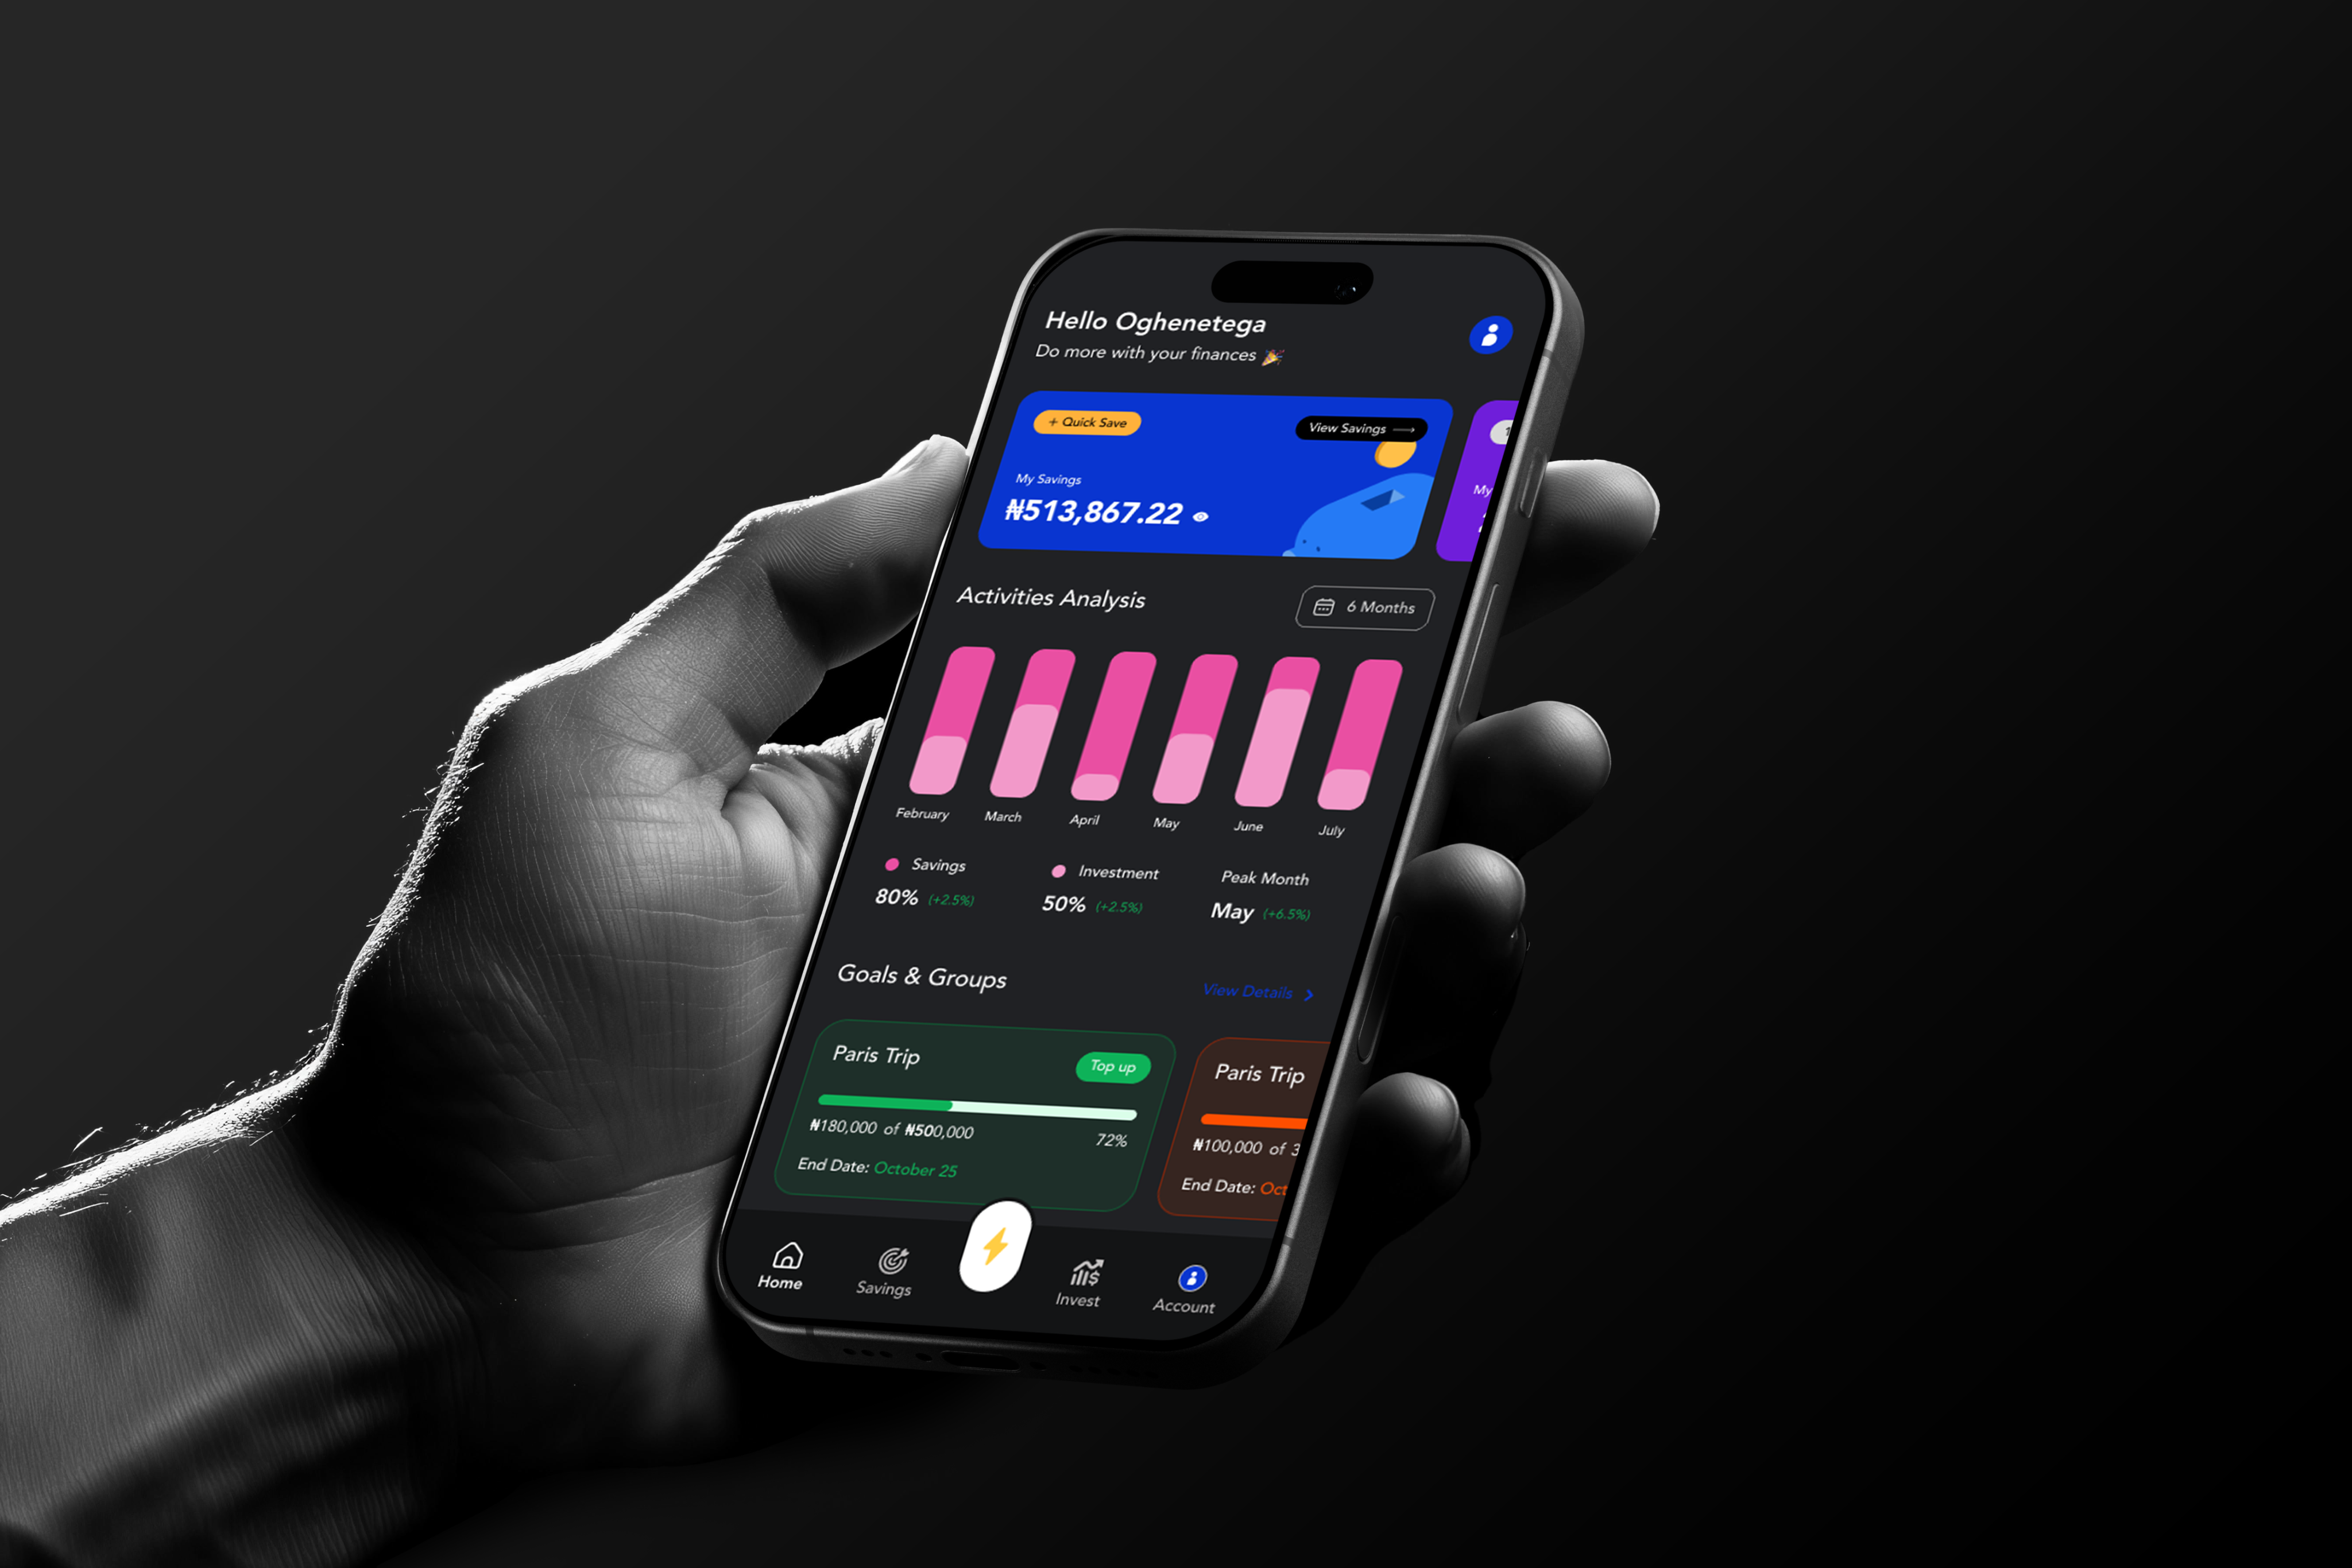 Hello Oghenetega
Do more with your finances 🎉
+ Quick Save
View Savings
My Savings
₦513,867.22
My
Activities Analysis
6 Months
February March April May June July
Savings Investment Peak Month
80% (+2.5%) 50% (+2.5%) May (+6.5%)
Goals & Groups
View Details
Paris Trip
Top up
₦180,000 of ₦500,000
72%
End Date: October 25
Paris Trip
₦100,000 of 3
End Date: Oct
Home Savings Invest Account